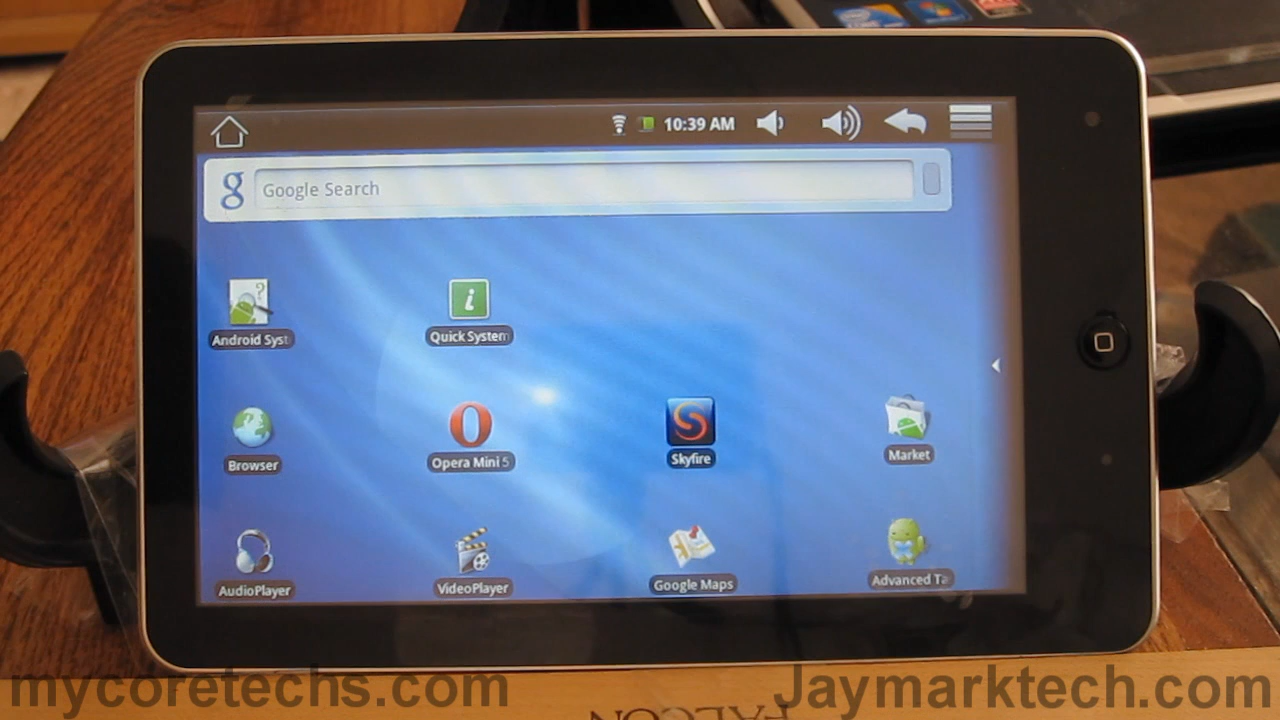 10:39 AM
g Google Search
Android Syst
Quick System
Browser
Opera Mini 5
Skyfire
Market
AudioPlayer
VideoPlayer
Google Maps
Advanced Ta
mycoretechs.com
Jaymarktech.com
FALCON